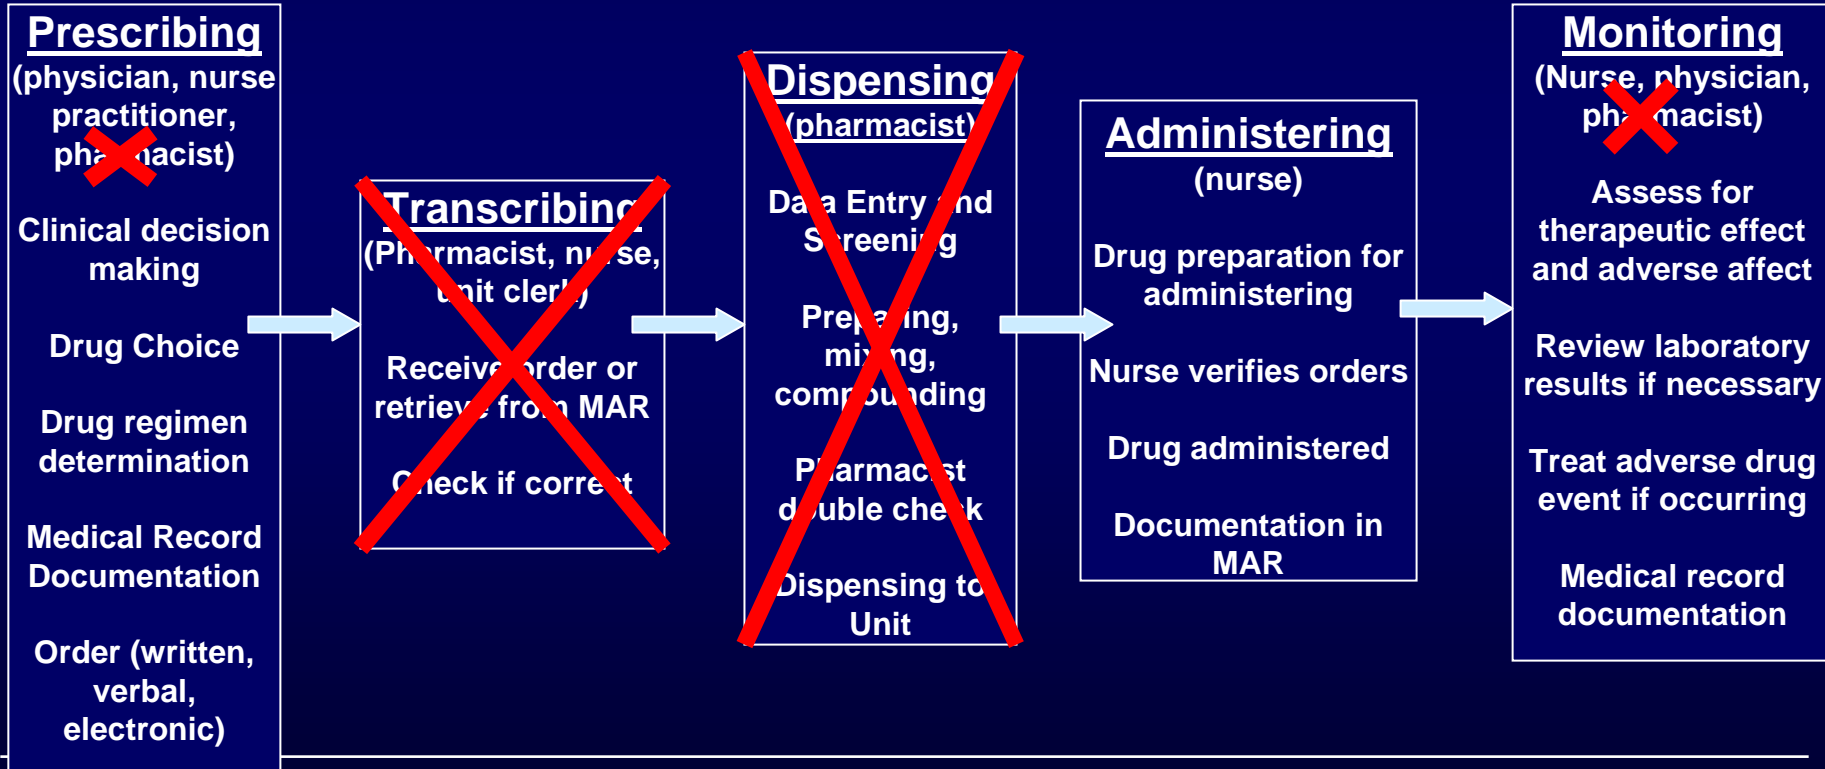 Prescribing
(physician, nurse
practitioner,
pharmacist)
Clinical decision
making
Drug Choice
Drug regimen
determination
Medical Record
Documentation
Order (written,
verbal,
electronic)
Transcribing
(Pharmacist, nurse,
unit clerk)
Receive order or
retrieve from MAR
Check if correct
Dispensing
(pharmacist)
Data Entry and
Screening
Preparing,
mixing,
compounding
Pharmacist
double check
Dispensing to
Unit
Administering
(nurse)
Drug preparation for
administering
Nurse verifies orders
Drug administered
Documentation in
MAR
Monitoring
(Nurse, physician,
pharmacist)
Assess for
therapeutic effect
and adverse affect
Review laboratory
results if necessary
Treat adverse drug
event if occurring
Medical record
documentation